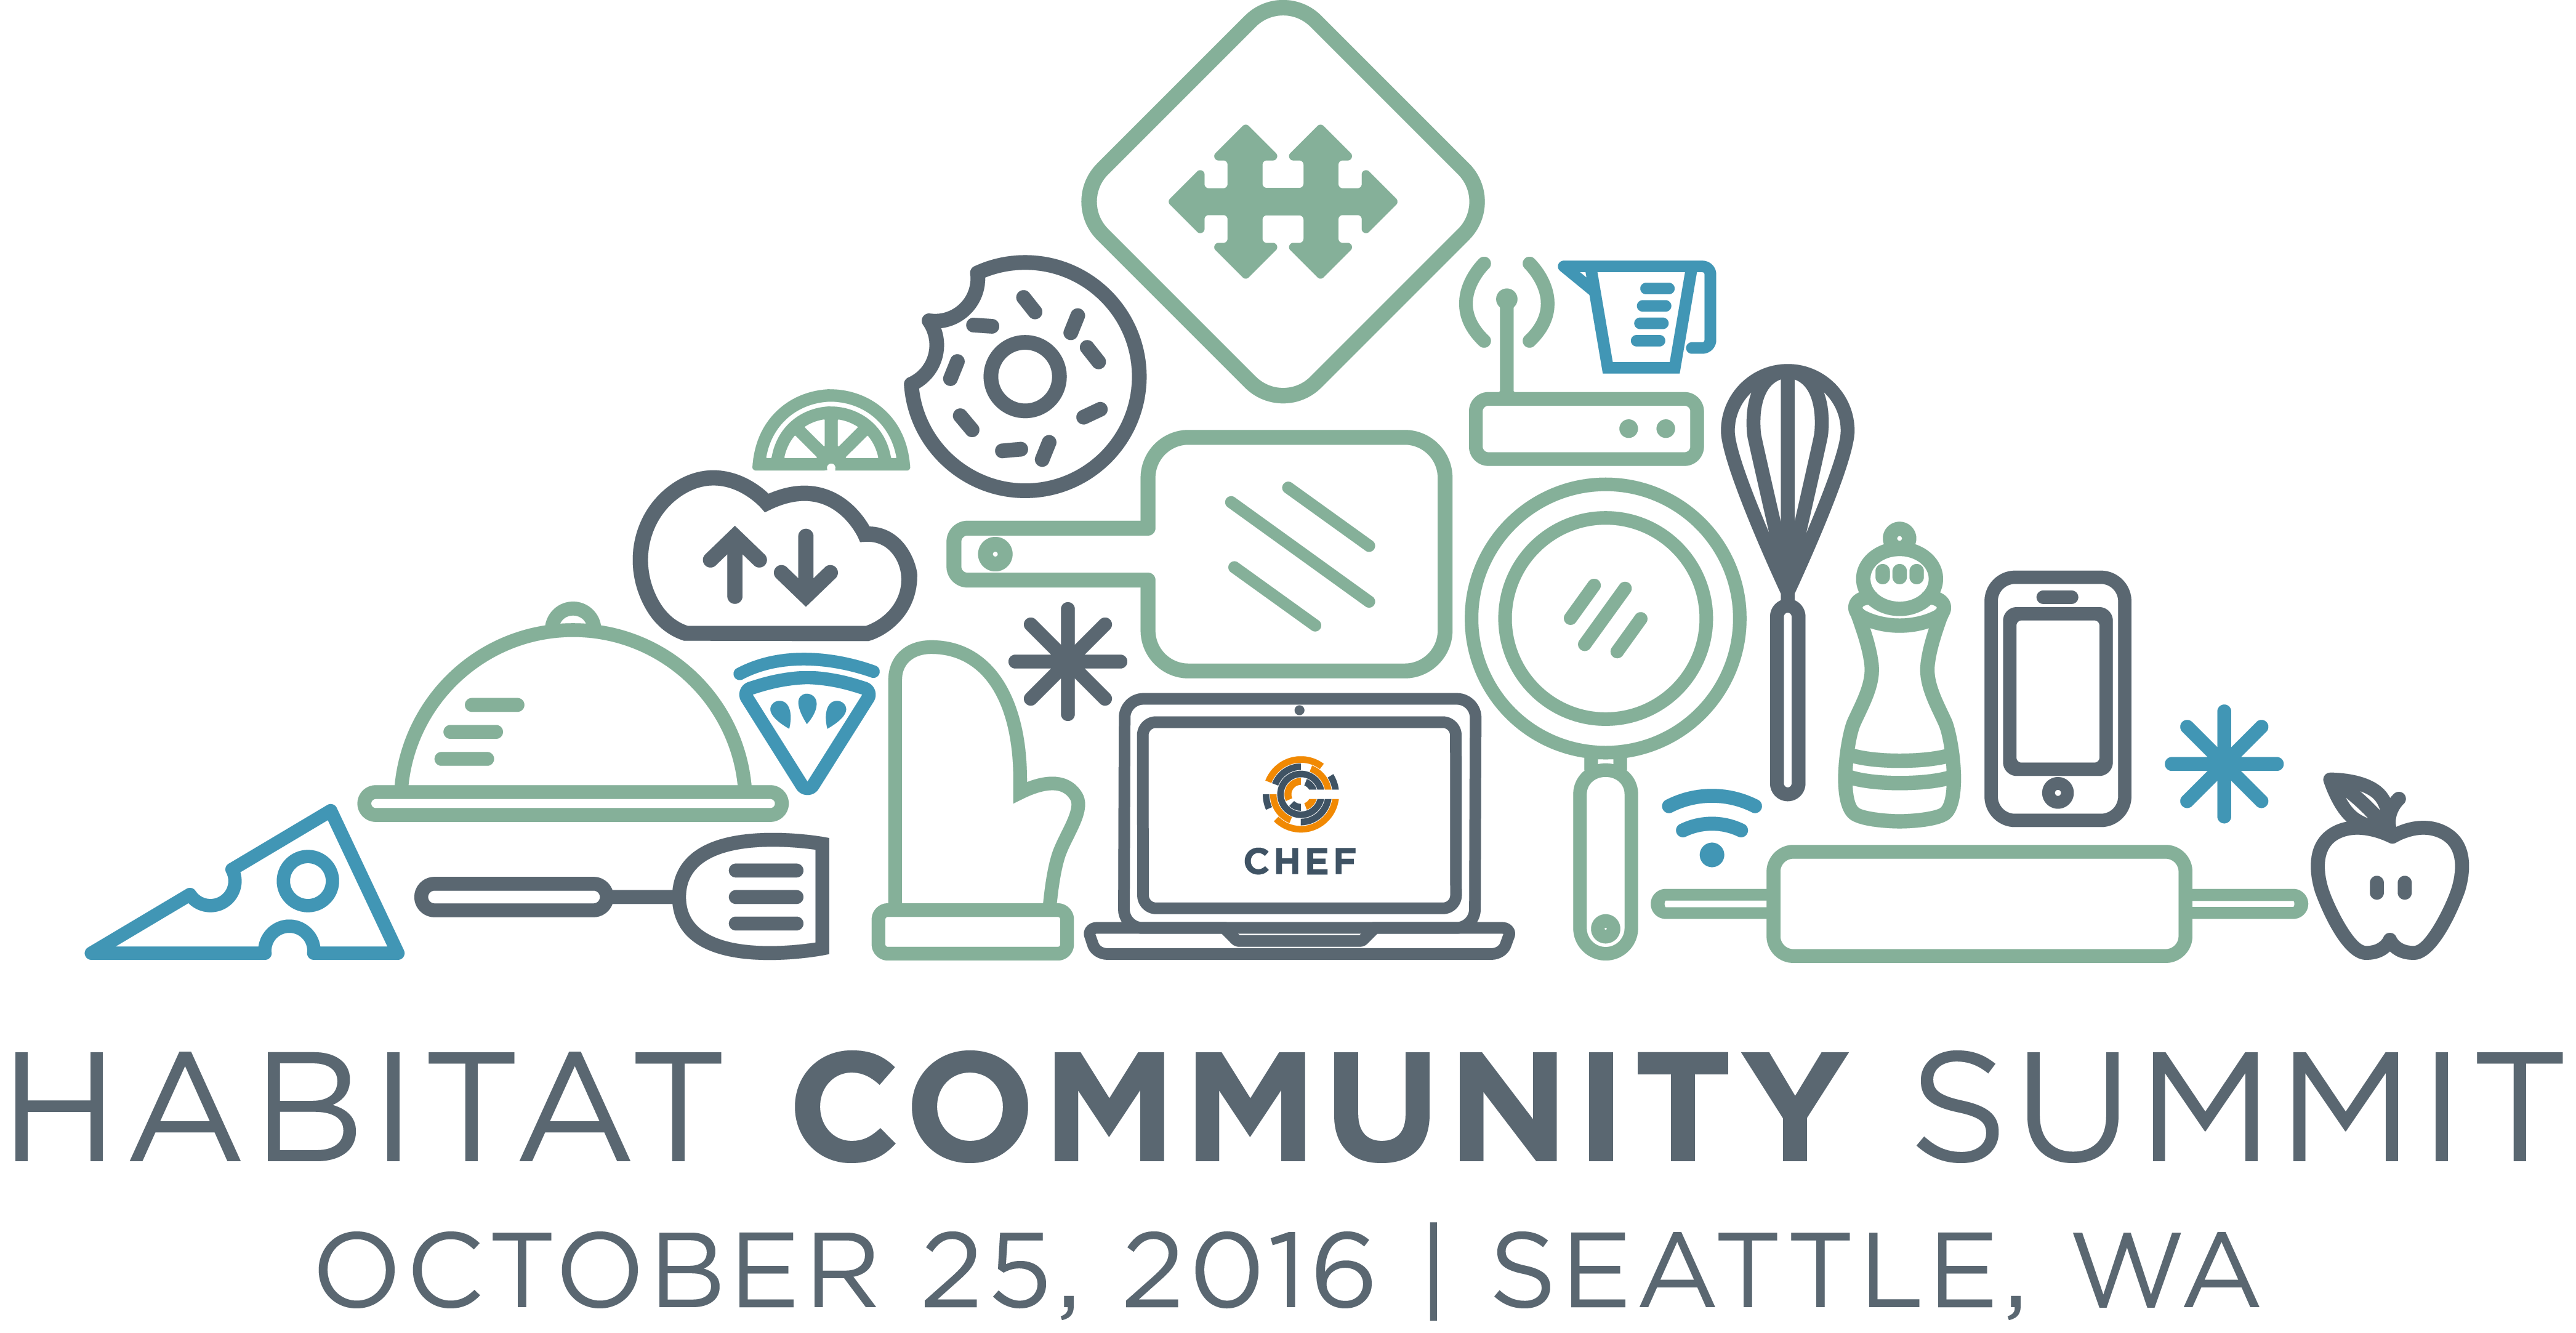 CHEF
HABITAT COMMUNITY SUMMIT
OCTOBER 25, 2016 | SEATTLE, WA